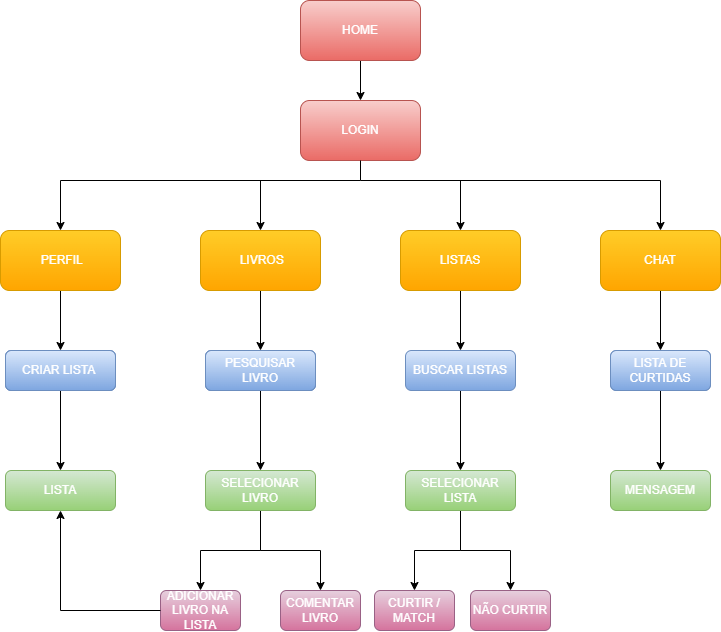 HOME
LOGIN
PERFIL
LIVROS
LISTAS
CHAT
CRIAR LISTA
PESQUISAR
LIVRO
BUSCAR LISTAS
LISTA DE
CURTIDAS
LISTA
SELECIONAR
LIVRO
SELECIONAR
LISTA
MENSAGEM
ADICIONAR
LIVRO NA
LISTA
COMENTAR
LIVRO
CURTIR /
MATCH
NÃO CURTIR